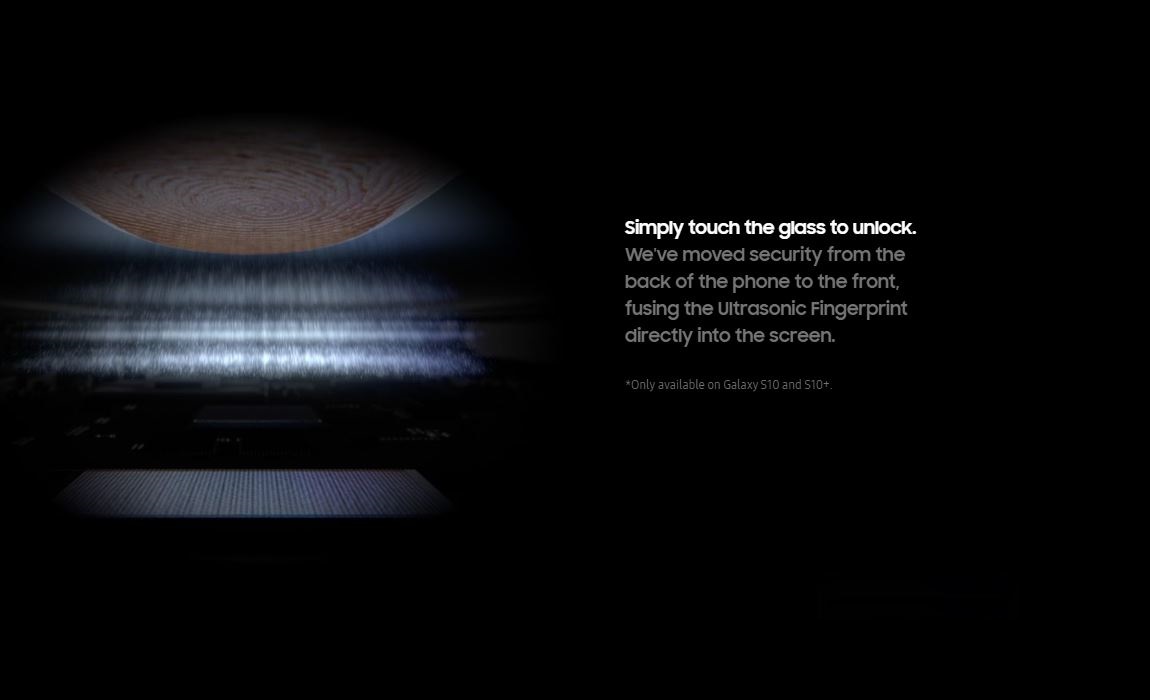 Simply touch the glass to unlock.
We've moved security from the
back of the phone to the front,
fusing the Ultrasonic Fingerprint
directly into the screen.
*Only available on Galaxy S10 and S10+.